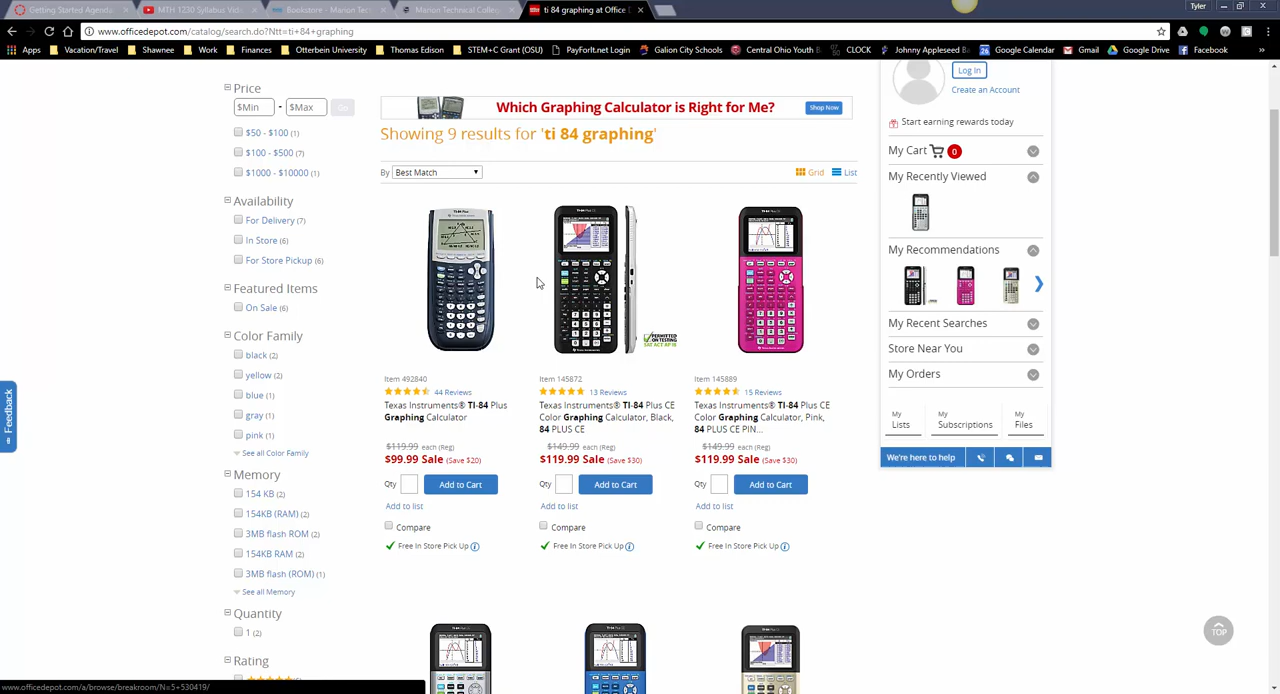 Getting Started Agenda
MTH 1230 Syllabus Vid
Bookstore - Marion Tech
Marion Technical Colleg
ti 84 graphing at Office D
Tyler
www.officedepot.com/catalog/search.do?Ntt=ti+84+graphing
Apps Vacation/Travel Shawnee Work Finances Otterbein University Thomas Edison STEM+C Grant (OSU) PayForIt.net Login Galion City Schools Central Ohio Youth B CLOCK Johnny Appleseed B Google Calendar Gmail Google Drive Facebook »
Price
$Min - $Max Go
$50 - $100 (1)
$100 - $500 (7)
$1000 - $10000 (1)
Availability
For Delivery (7)
In Store (6)
For Store Pickup (6)
Featured Items
On Sale (6)
Color Family
black (2)
yellow (2)
blue (1)
gray (1)
pink (1)
See all Color Family
Memory
154 KB (2)
154KB (RAM) (2)
3MB flash ROM (2)
154KB RAM (2)
3MB flash (ROM) (1)
See all Memory
Quantity
1 (2)
Rating
Feedback
Which Graphing Calculator is Right for Me? Shop Now
Showing 9 results for 'ti 84 graphing'
By Best Match
Grid List
PERMITTED
ON TESTING
SAT ACT AP IB
Item 492840
44 Reviews
Texas Instruments® TI-84 Plus
Graphing Calculator
$119.99 each (Reg)
$99.99 Sale (Save $20)
Qty Add to Cart
Add to list
Compare
Free In Store Pick Up
Item 145872
13 Reviews
Texas Instruments® TI-84 Plus CE
Color Graphing Calculator, Black,
84 PLUS CE
$149.99 each (Reg)
$119.99 Sale (Save $30)
Qty Add to Cart
Add to list
Compare
Free In Store Pick Up
Item 145889
15 Reviews
Texas Instruments® TI-84 Plus CE
Color Graphing Calculator, Pink,
84 PLUS CE PIN...
$149.99 each (Reg)
$119.99 Sale (Save $30)
Qty Add to Cart
Add to list
Compare
Free In Store Pick Up
Log In
Create an Account
Start earning rewards today
My Cart 0
My Recently Viewed
My Recommendations
My Recent Searches
Store Near You
My Orders
My Lists
My Subscriptions
My Files
We're here to help
TOP
www.officedepot.com/a/browse/breakroom/N=5+530419/